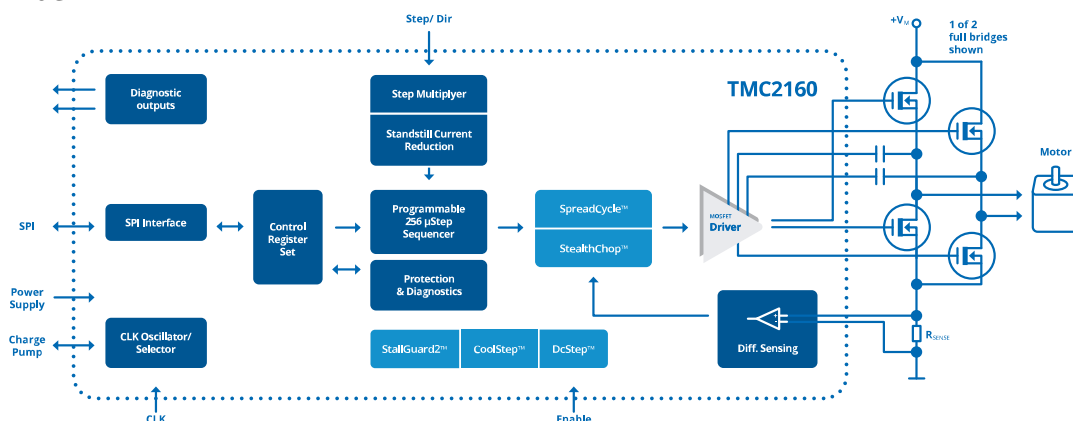 Step/ Dir
+VM
1 of 2
full bridges
shown
Diagnostic
outputs
Step Multiplyer
Standstill Current
Reduction
TMC2160
Motor
SPI
SPI Interface
Control
Register
Set
Programmable
256 µStep
Sequencer
SpreadCycle™
StealthChop™
MOSFET
Driver
Protection
& Diagnostics
Power
Supply
Charge
Pump
CLK Oscillator/
Selector
StallGuard2™
CoolStep™
DcStep™
Diff. Sensing
RSENSE
CLK
Enable